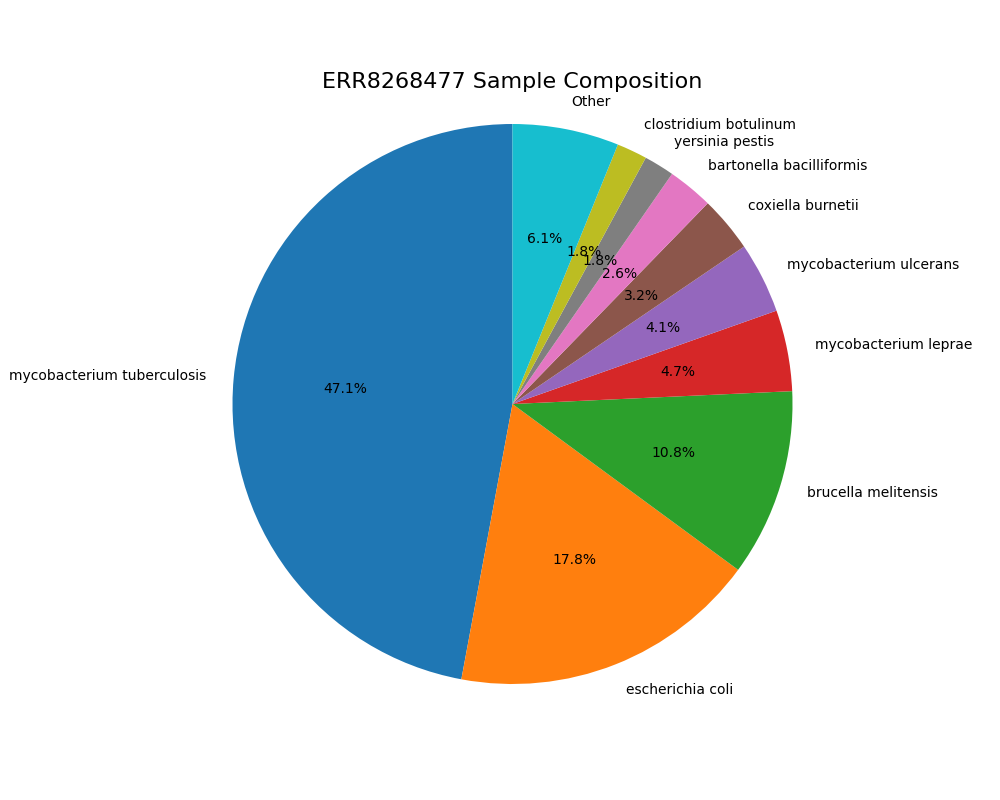 ERR8268477 Sample Composition
Other
clostridium botulinum
yersinia pestis
bartonella bacilliformis
coxiella burnetii
mycobacterium ulcerans
mycobacterium leprae
brucella melitensis
escherichia coli
mycobacterium tuberculosis
6.1%
1.8%
1.8%
2.6%
3.2%
4.1%
4.7%
10.8%
17.8%
47.1%